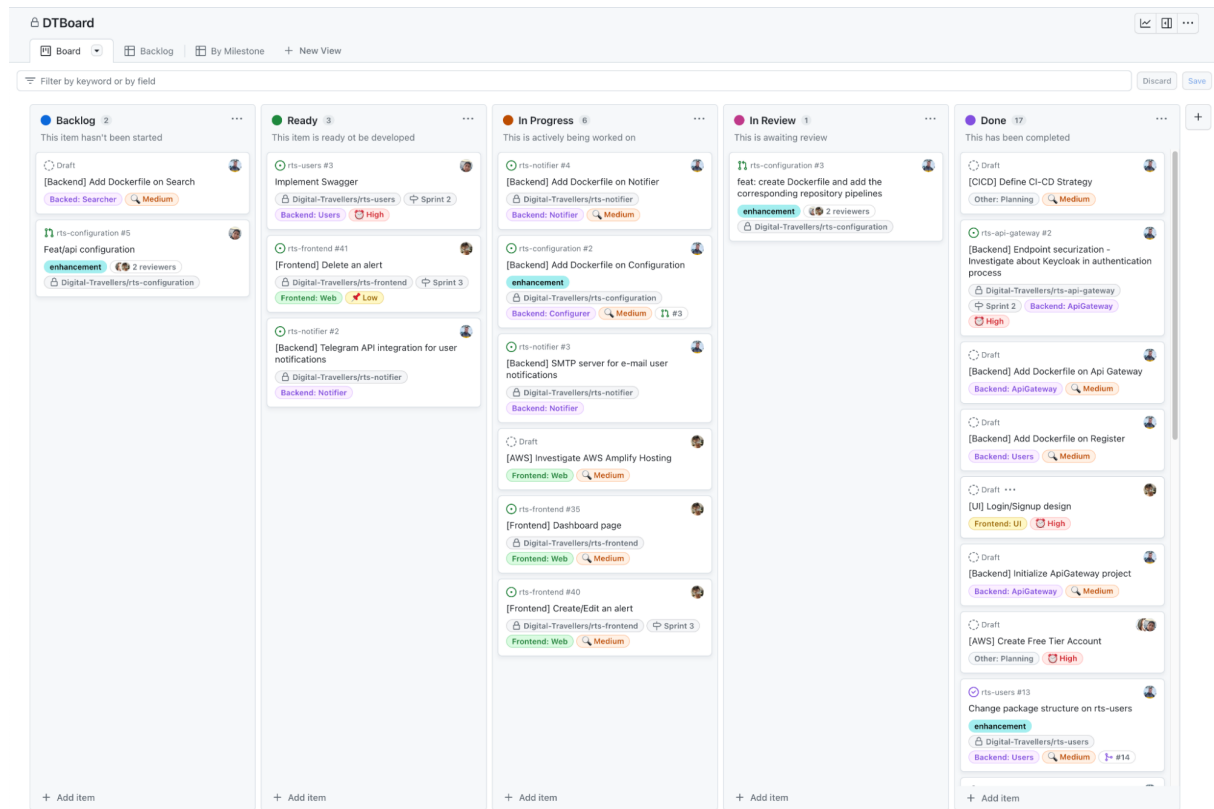 DTBoard
Board
Backlog
By Milestone
+ New View
Filter by keyword or by field
Discard
Save
Backlog 2
This item hasn't been started
Draft
[Backend] Add Dockerfile on Search
Backed: Searcher
Medium
rts-configuration #5
Feat/api configuration
enhancement
2 reviewers
Digital-Travellers/rts-configuration
+ Add item
Ready 3
This item is ready ot be developed
rts-users #3
Implement Swagger
Digital-Travellers/rts-users
Sprint 2
Backend: Users
High
rts-frontend #41
[Frontend] Delete an alert
Digital-Travellers/rts-frontend
Sprint 3
Frontend: Web
Low
rts-notifier #2
[Backend] Telegram API integration for user
notifications
Digital-Travellers/rts-notifier
Backend: Notifier
+ Add item
In Progress 6
This is actively being worked on
rts-notifier #4
[Backend] Add Dockerfile on Notifier
Digital-Travellers/rts-notifier
Backend: Notifier
Medium
rts-configuration #2
[Backend] Add Dockerfile on Configuration
enhancement
Digital-Travellers/rts-configuration
Backend: Configurer
Medium
#3
rts-notifier #3
[Backend] SMTP server for e-mail user
notifications
Digital-Travellers/rts-notifier
Backend: Notifier
Draft
[AWS] Investigate AWS Amplify Hosting
Frontend: Web
Medium
rts-frontend #35
[Frontend] Dashboard page
Digital-Travellers/rts-frontend
Frontend: Web
Medium
rts-frontend #40
[Frontend] Create/Edit an alert
Digital-Travellers/rts-frontend
Sprint 3
Frontend: Web
Medium
+ Add item
In Review 1
This is awaiting review
rts-configuration #3
feat: create Dockerfile and add the
corresponding repository pipelines
enhancement
2 reviewers
Digital-Travellers/rts-configuration
+ Add item
Done 17
This has been completed
Draft
[CICD] Define CI-CD Strategy
Other: Planning
Medium
rts-api-gateway #2
[Backend] Endpoint securization -
Investigate about Keycloak in authentication
process
Digital-Travellers/rts-api-gateway
Sprint 2
Backend: ApiGateway
High
Draft
[Backend] Add Dockerfile on Api Gateway
Backend: ApiGateway
Medium
Draft
[Backend] Add Dockerfile on Register
Backend: Users
Medium
Draft
[UI] Login/Signup design
Frontend: UI
High
Draft
[Backend] Initialize ApiGateway project
Backend: ApiGateway
Medium
Draft
[AWS] Create Free Tier Account
Other: Planning
High
rts-users #13
Change package structure on rts-users
enhancement
Digital-Travellers/rts-users
Backend: Users
Medium
#14
+ Add item